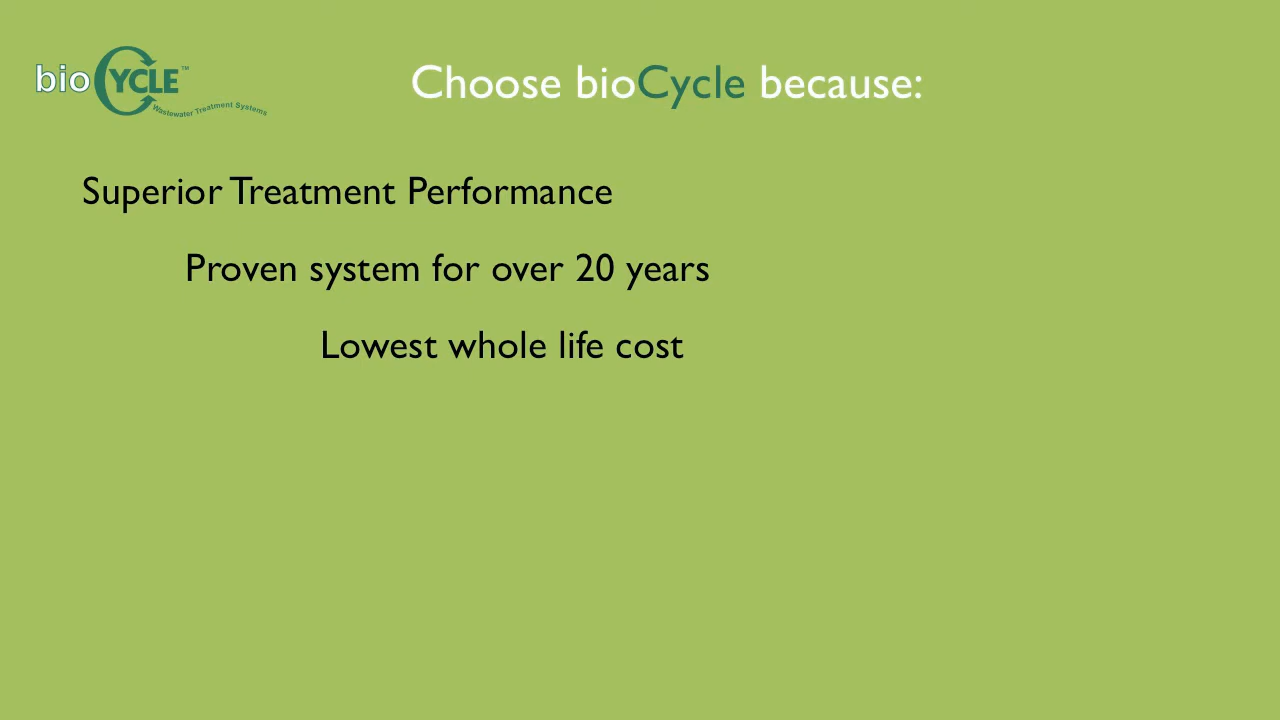 bioCYCLE™
Wastewater Treatment Systems
Choose bioCycle because:
Superior Treatment Performance
Proven system for over 20 years
Lowest whole life cost